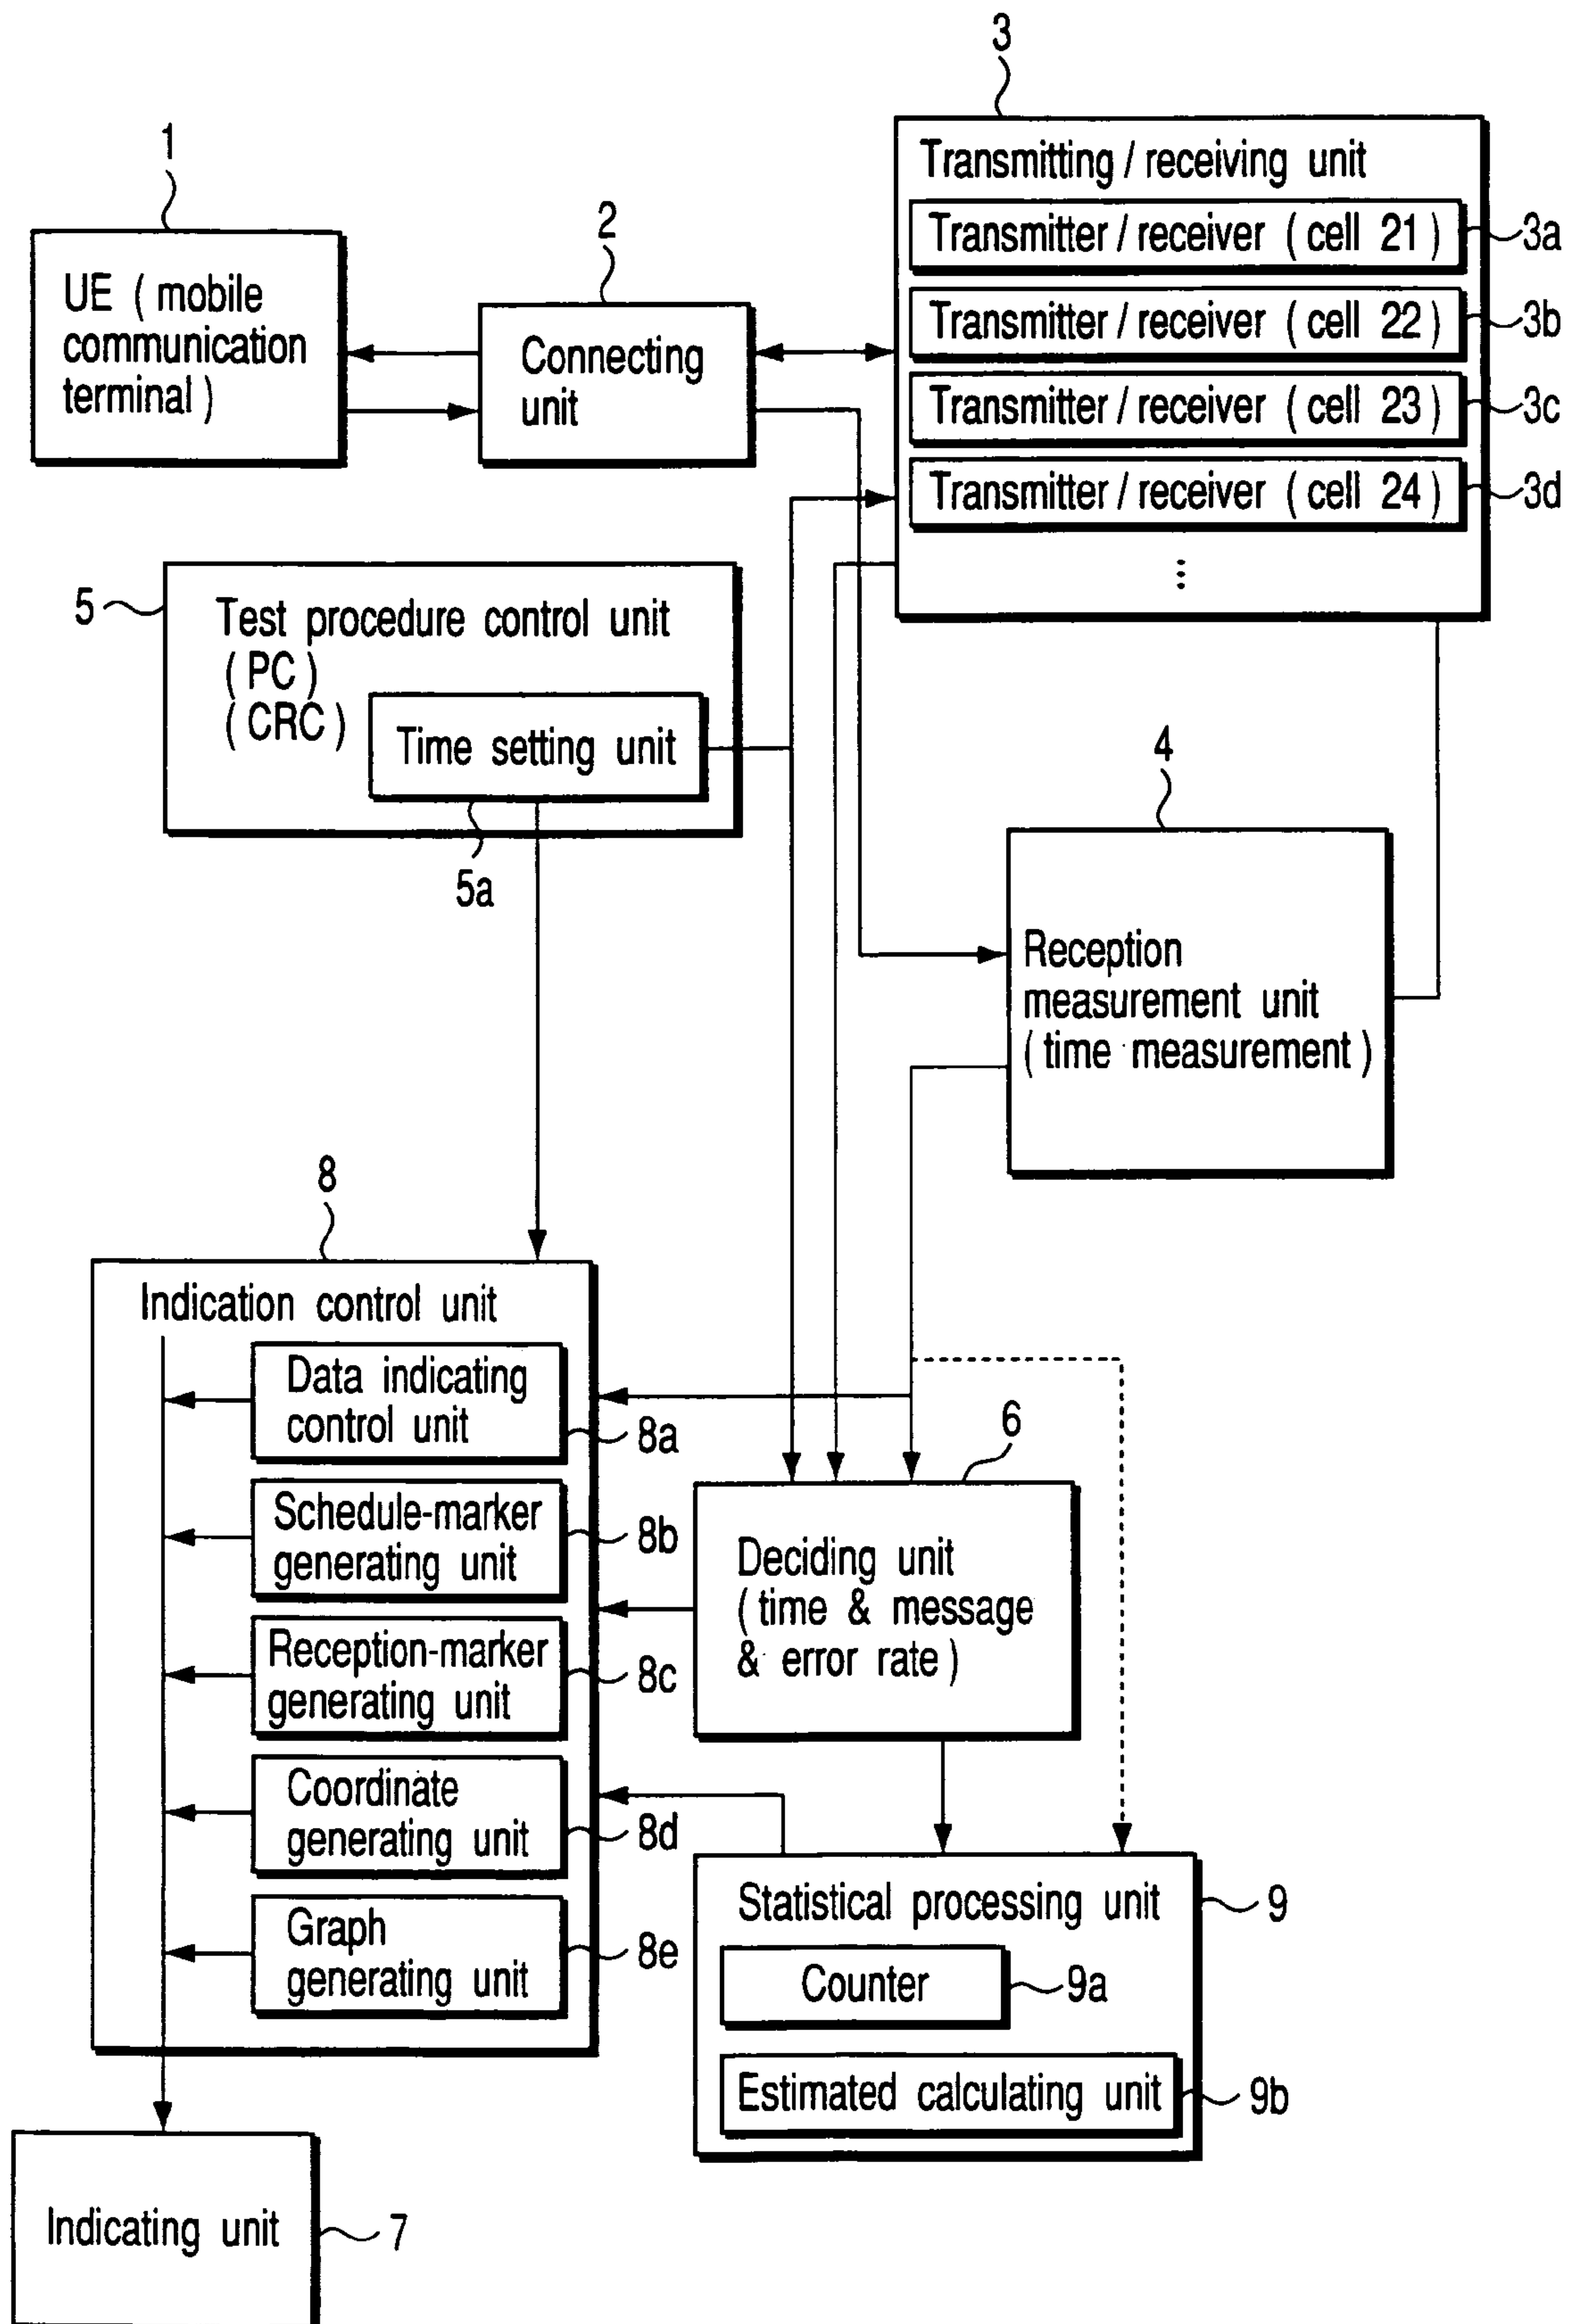 3
1
Transmitting / receiving unit
2
Transmitter / receiver ( cell 21 )
3a
UE ( mobile
communication
terminal )
Transmitter / receiver ( cell 22 )
3b
Connecting
unit
Transmitter / receiver ( cell 23 )
3c
Transmitter / receiver ( cell 24 )
3d
⋮
5
Test procedure control unit
( PC )
( CRC )
Time setting unit
5a
4
Reception
measurement unit
( time measurement )
8
Indication control unit
Data indicating
control unit
8a
6
Schedule-marker
generating unit
8b
Deciding unit
( time & message
& error rate )
Reception-marker
generating unit
8c
Coordinate
generating unit
8d
Statistical processing unit
9
Graph
generating unit
8e
Counter
9a
Estimated calculating unit
9b
Indicating unit
7